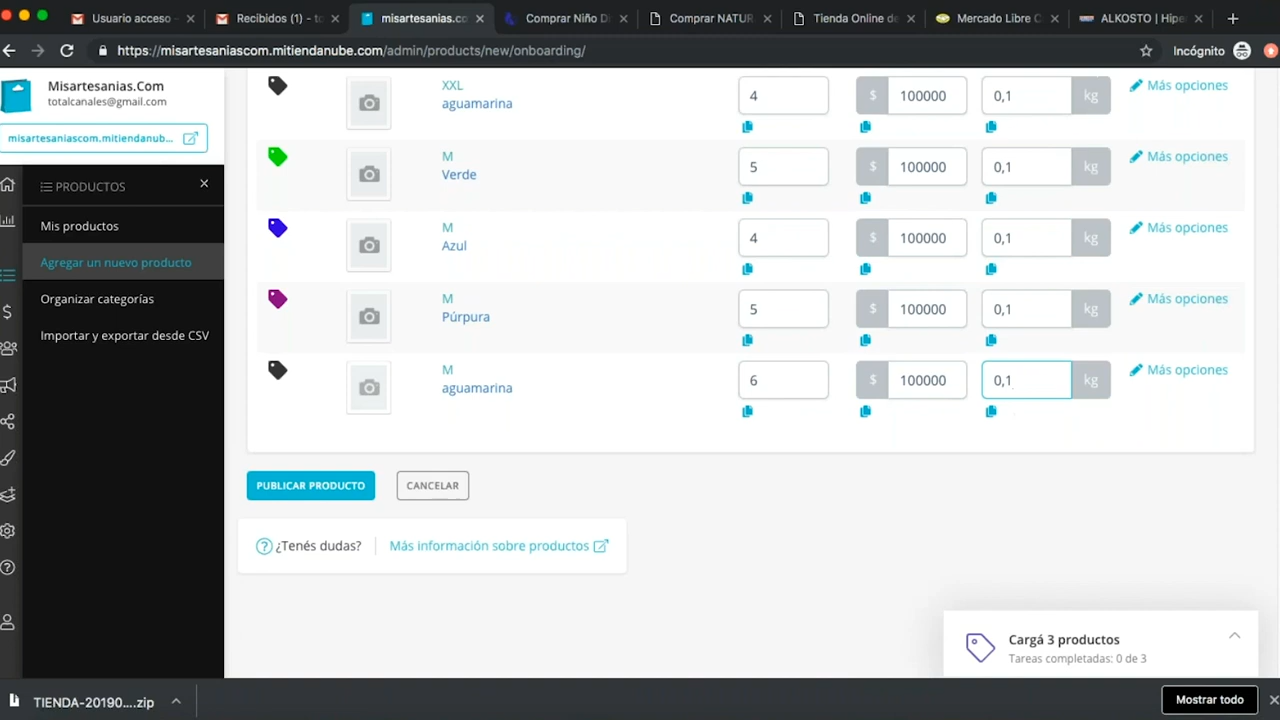 Usuario acceso
Recibidos (1) - to
misartesanias.co
Comprar Niño Di
Comprar NATUR
Tienda Online de
Mercado Libre C
ALKOSTO | Hipe
https://misartesaniascom.mitiendanube.com/admin/products/new/onboarding/
Incógnito
Misartesanias.Com
totalcanales@gmail.com
misartesaniascom.mitiendanub...
PRODUCTOS
Mis productos
Agregar un nuevo producto
Organizar categorías
Importar y exportar desde CSV
XXL
aguamarina
4
$ 100000
0,1 kg
Más opciones
M
Verde
5
$ 100000
0,1 kg
Más opciones
M
Azul
4
$ 100000
0,1 kg
Más opciones
M
Púrpura
5
$ 100000
0,1 kg
Más opciones
M
aguamarina
6
$ 100000
0,1 kg
Más opciones
PUBLICAR PRODUCTO
CANCELAR
¿Tenés dudas?
Más información sobre productos
Cargá 3 productos
Tareas completadas: 0 de 3
TIENDA-20190....zip
Mostrar todo